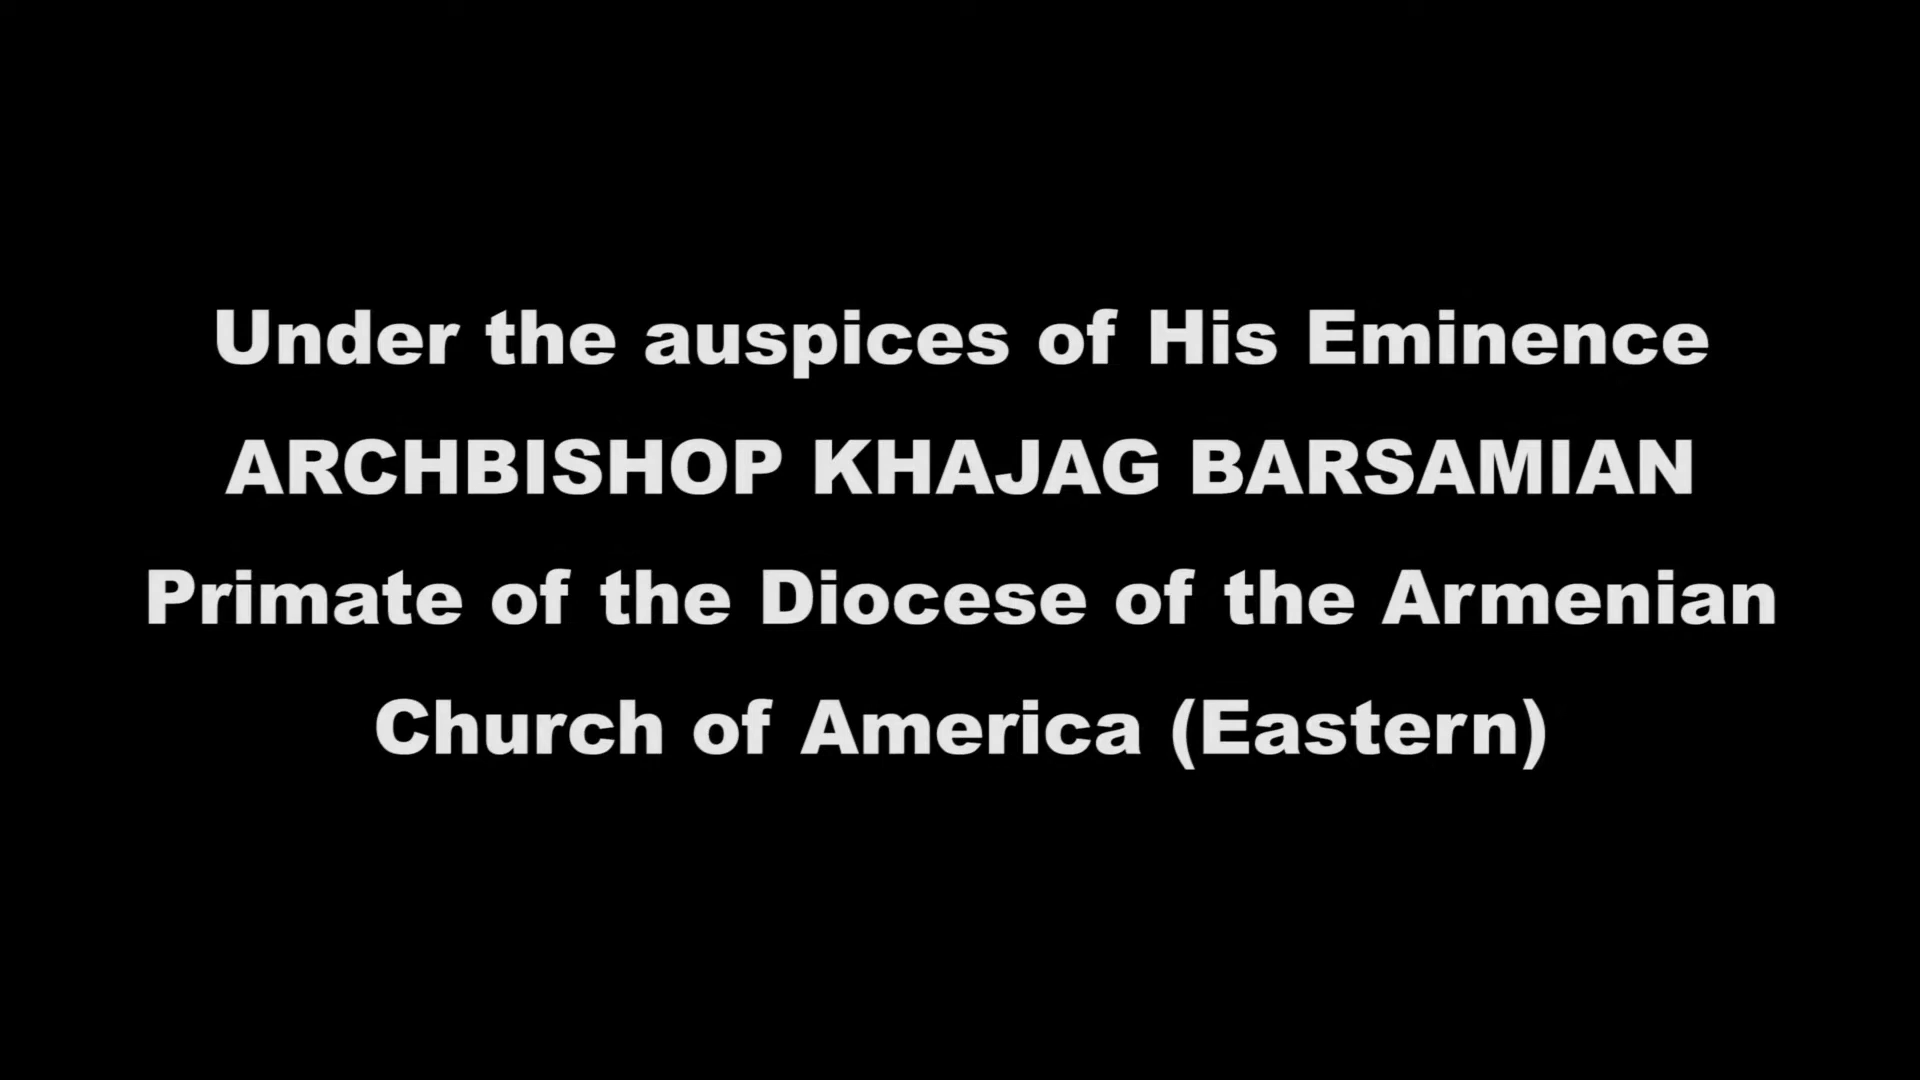 Under the auspices of His Eminence
ARCHBISHOP KHAJAG BARSAMIAN
Primate of the Diocese of the Armenian
Church of America (Eastern)